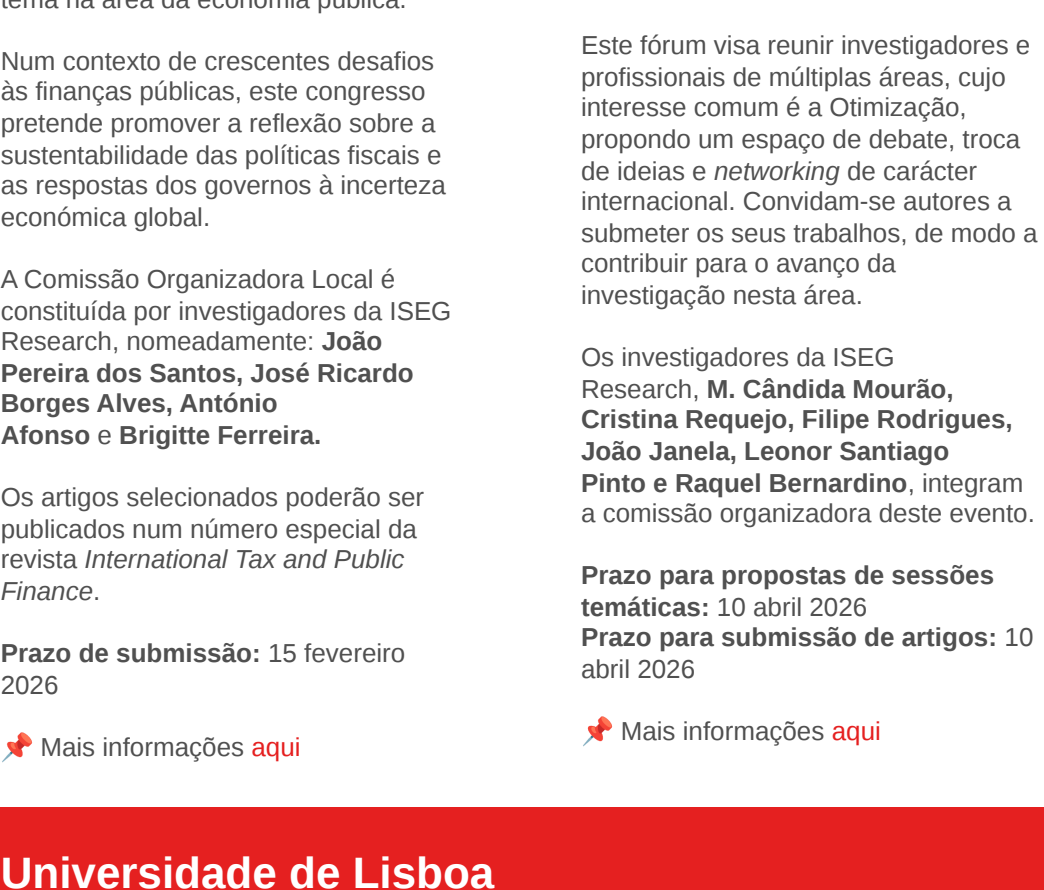 tema na área da economia pública.
Num contexto de crescentes desafios
às finanças públicas, este congresso
pretende promover a reflexão sobre a
sustentabilidade das políticas fiscais e
as respostas dos governos à incerteza
económica global.
A Comissão Organizadora Local é
constituída por investigadores da ISEG
Research, nomeadamente: João
Pereira dos Santos, José Ricardo
Borges Alves, António
Afonso e Brigitte Ferreira.
Os artigos selecionados poderão ser
publicados num número especial da
revista International Tax and Public
Finance.
Prazo de submissão: 15 fevereiro
2026
📌 Mais informações aqui
Este fórum visa reunir investigadores e
profissionais de múltiplas áreas, cujo
interesse comum é a Otimização,
propondo um espaço de debate, troca
de ideias e networking de carácter
internacional. Convidam-se autores a
submeter os seus trabalhos, de modo a
contribuir para o avanço da
investigação nesta área.
Os investigadores da ISEG
Research, M. Cândida Mourão,
Cristina Requejo, Filipe Rodrigues,
João Janela, Leonor Santiago
Pinto e Raquel Bernardino, integram
a comissão organizadora deste evento.
Prazo para propostas de sessões
temáticas: 10 abril 2026
Prazo para submissão de artigos: 10
abril 2026
📌 Mais informações aqui
Universidade de Lisboa